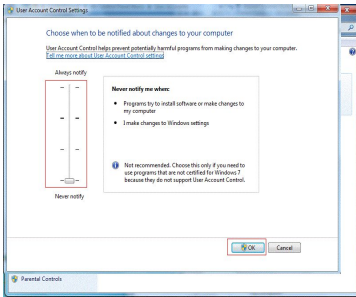 User Account Control Settings
Choose when to be notified about changes to your computer
User Account Control helps prevent potentially harmful programs from making changes to your computer.
Tell me more about User Account Control settings
Always notify
Never notify me when:
Programs try to install software or make changes to
my computer
I make changes to Windows settings
Not recommended. Choose this only if you need to
use programs that are not certified for Windows 7
because they do not support User Account Control.
Never notify
OK
Cancel
Parental Controls